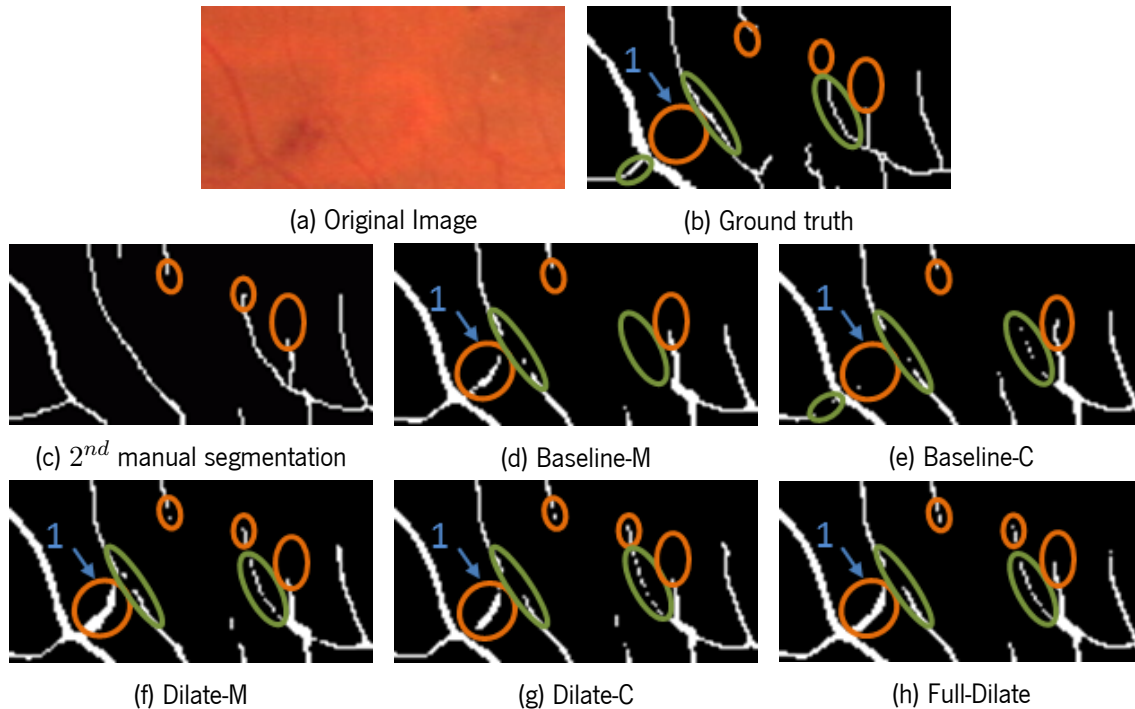 1
(a) Original Image
(b) Ground truth
1
1
(c) 2nd manual segmentation
(d) Baseline-M
(e) Baseline-C
1
1
1
(f) Dilate-M
(g) Dilate-C
(h) Full-Dilate